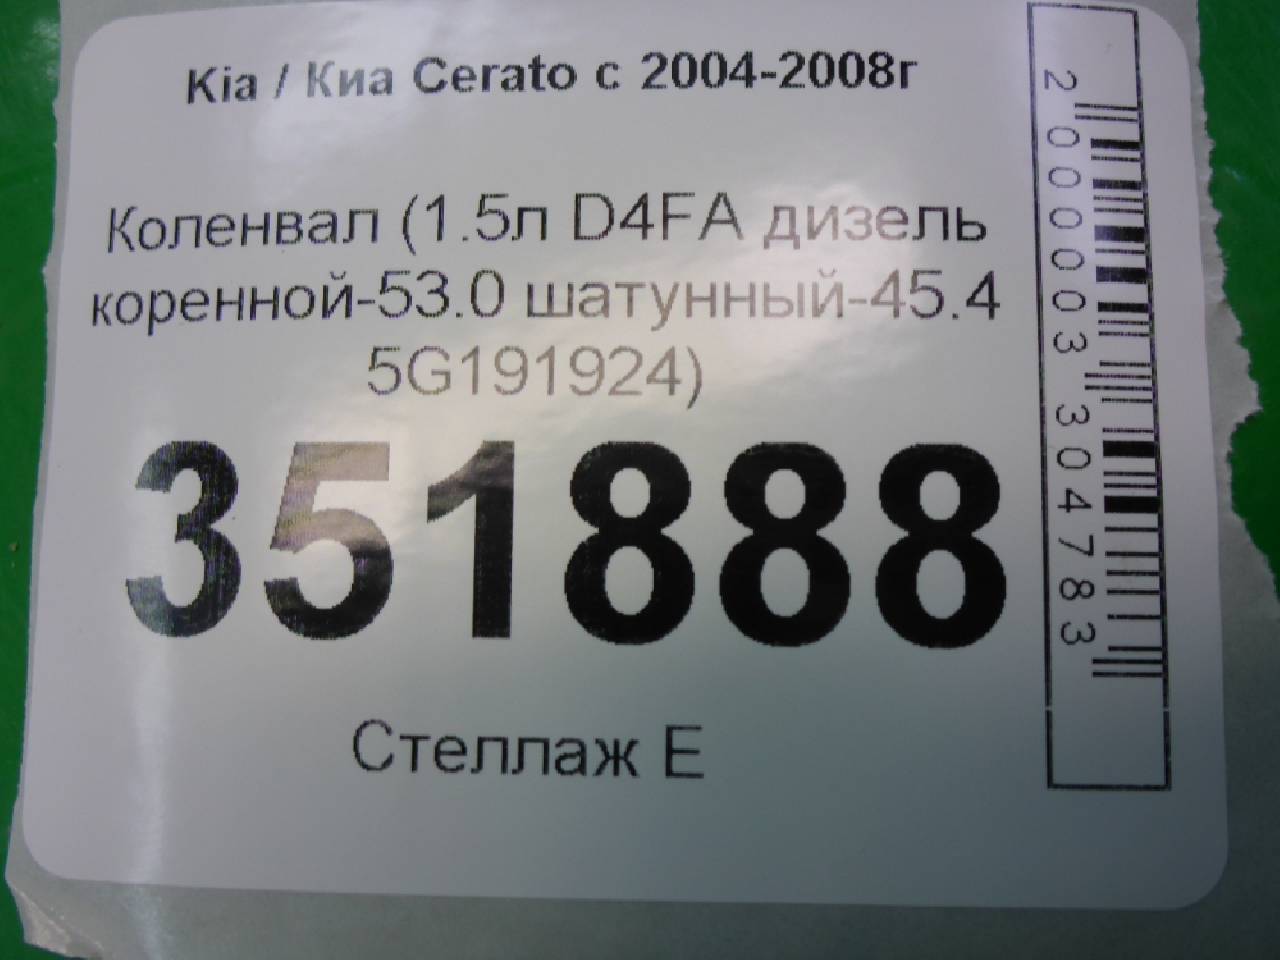 Kia / Киа Cerato с 2004-2008г
Коленвал (1.5л D4FA дизель
коренной-53.0 шатунный-45.4
5G191924)
351888
Стеллаж Е
2000003304783